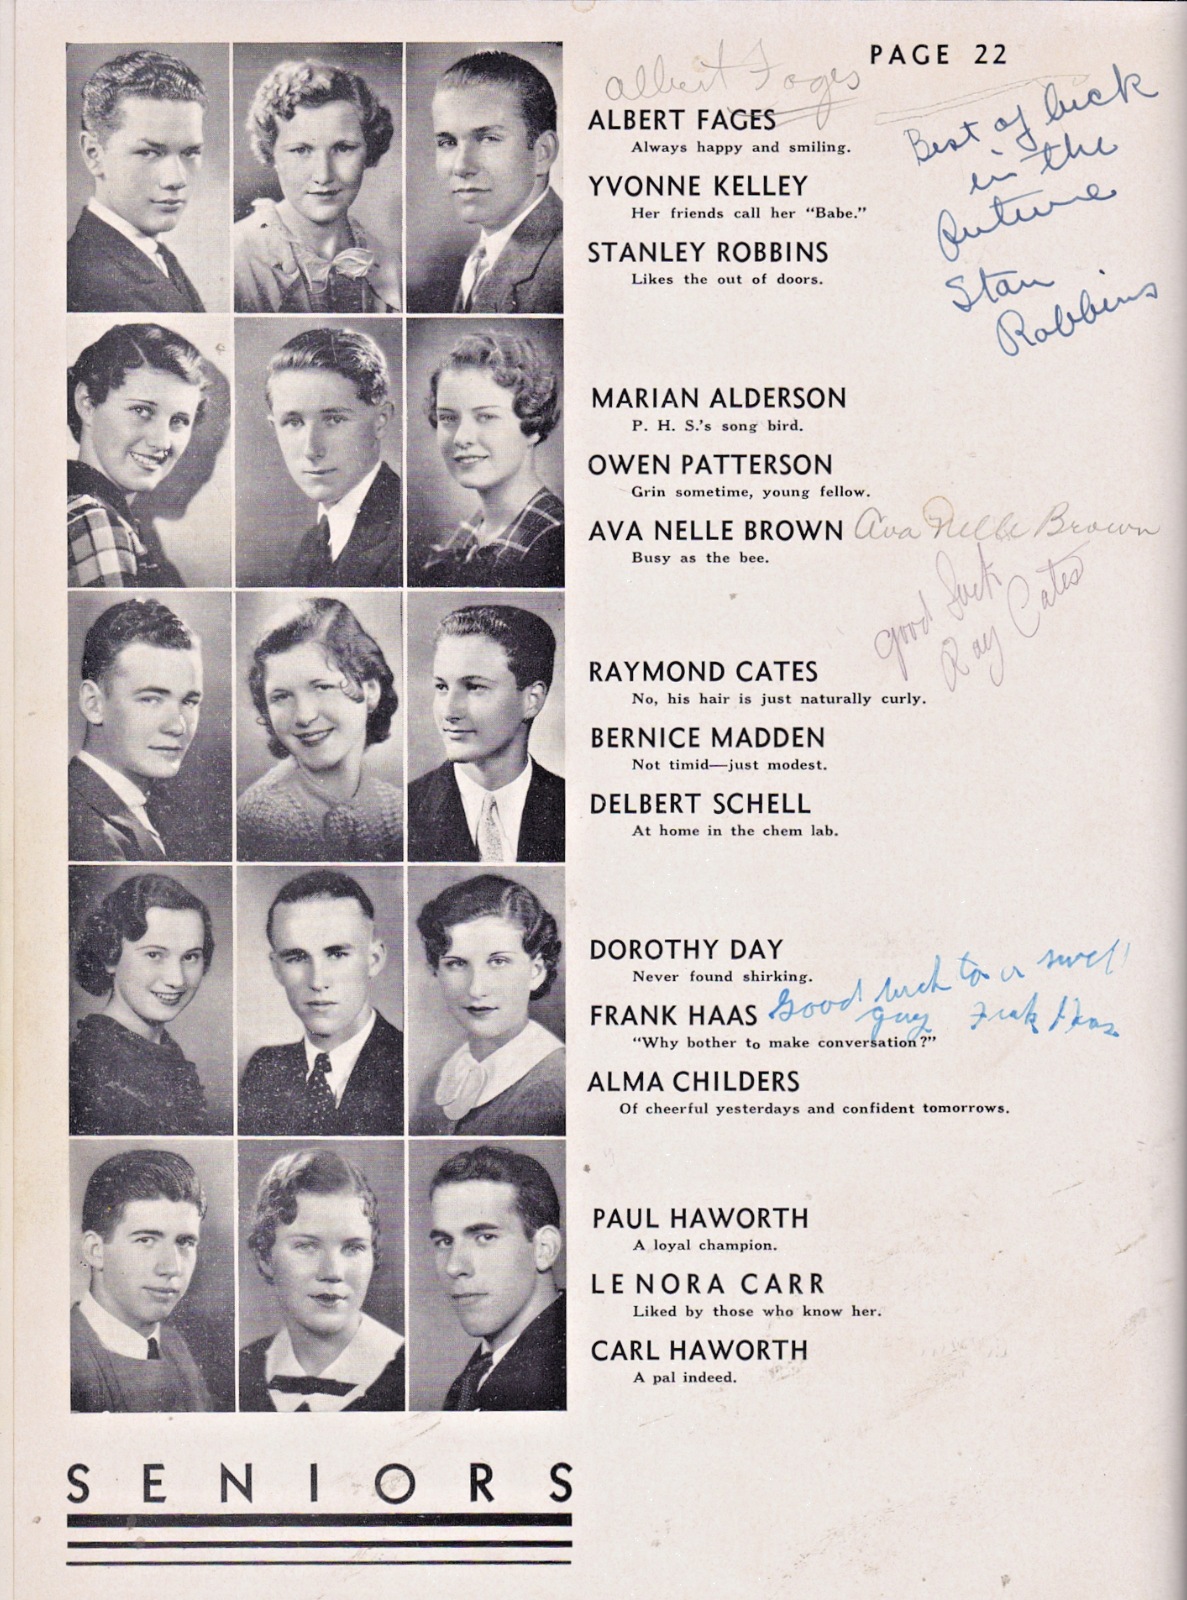 PAGE 22
Albert Fages
ALBERT FAGES
Always happy and smiling.
YVONNE KELLEY
Her friends call her "Babe."
STANLEY ROBBINS
Likes the out of doors.
Best of luck
in the
future
Stan
Robbins
MARIAN ALDERSON
P. H. S.'s song bird.
OWEN PATTERSON
Grin sometime, young fellow.
AVA NELLE BROWN Ava Nelle Brown
Busy as the bee.
good luck
Ray Cates
RAYMOND CATES
No, his hair is just naturally curly.
BERNICE MADDEN
Not timid—just modest.
DELBERT SCHELL
At home in the chem lab.
DOROTHY DAY
Never found shirking.
Good luck to a swell
guy Frank Haas
FRANK HAAS
"Why bother to make conversation?"
ALMA CHILDERS
Of cheerful yesterdays and confident tomorrows.
PAUL HAWORTH
A loyal champion.
LE NORA CARR
Liked by those who know her.
CARL HAWORTH
A pal indeed.
SENIORS